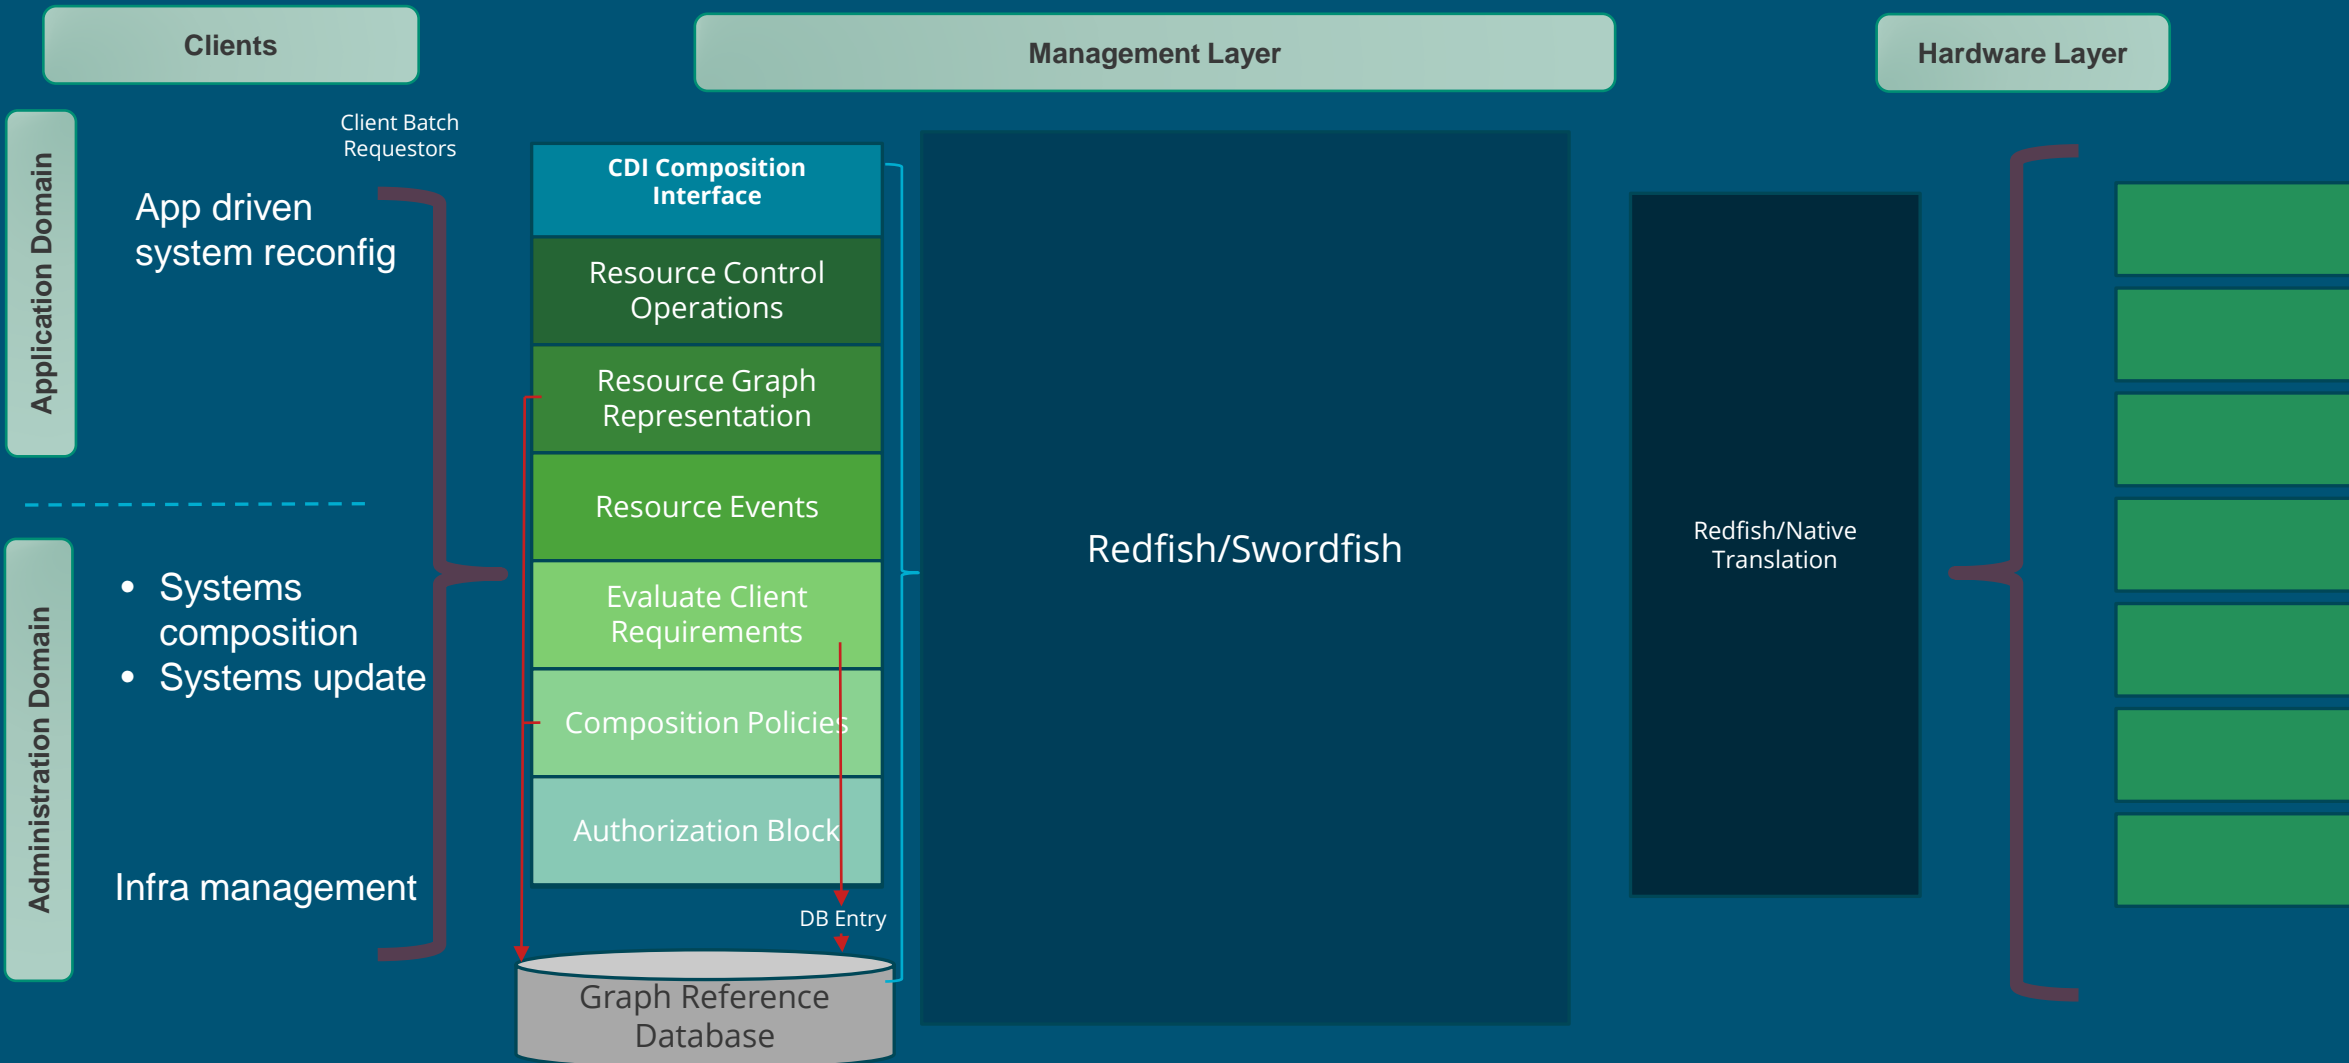 Clients
Management Layer
Hardware Layer
Application Domain
Client Batch
Requestors
App driven
system reconfig
Administration Domain
• Systems
composition
• Systems update
Infra management
CDI Composition
Interface
Resource Control
Operations
Resource Graph
Representation
Resource Events
Evaluate Client
Requirements
Composition Policies
Authorization Block
DB Entry
Graph Reference
Database
Redfish/Swordfish
Redfish/Native
Translation